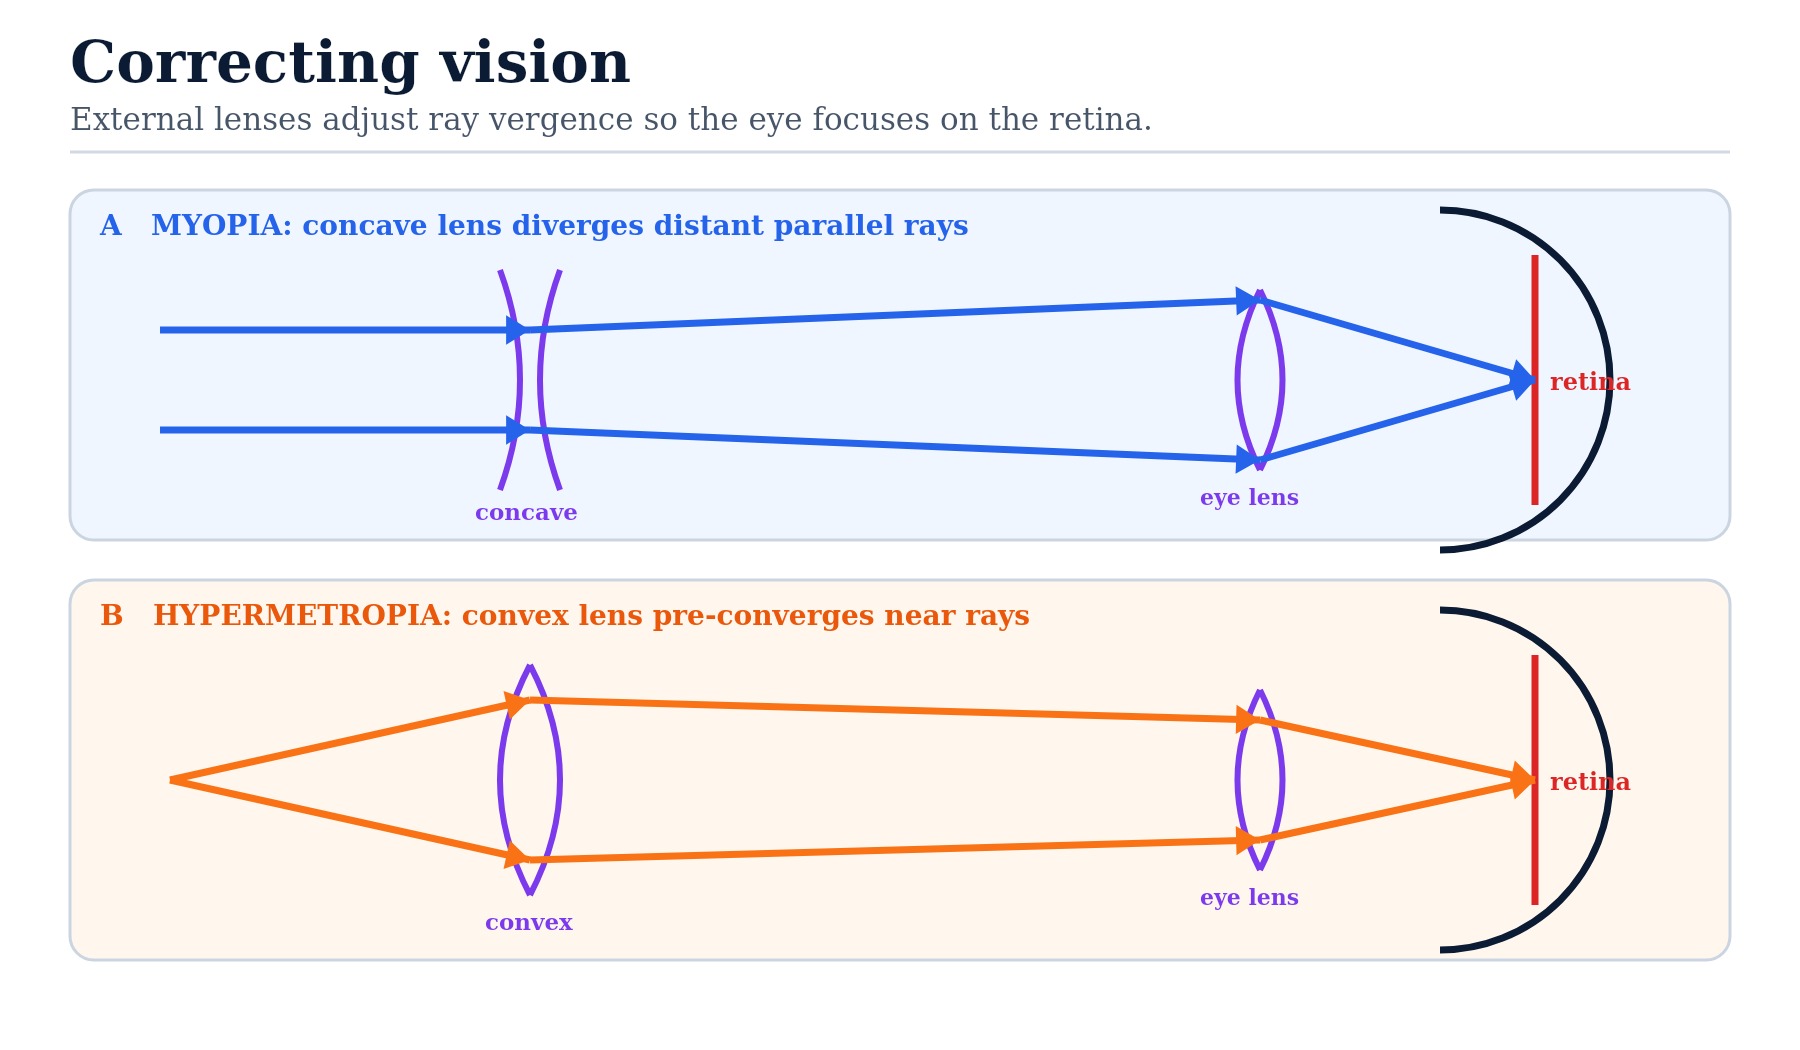 Correcting vision
External lenses adjust ray vergence so the eye focuses on the retina.
A MYOPIA: concave lens diverges distant parallel rays
retina
eye lens
concave
B HYPERMETROPIA: convex lens pre-converges near rays
retina
eye lens
convex